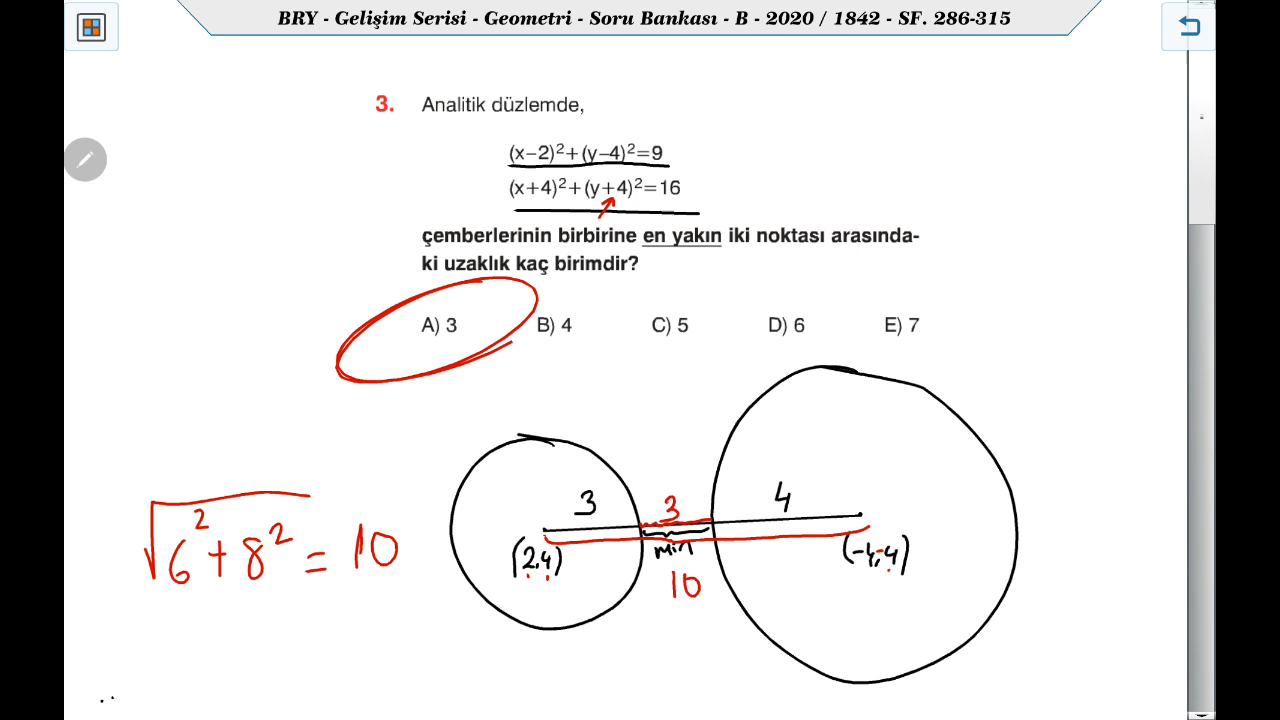 BRY - Gelişim Serisi - Geometri - Soru Bankası - B - 2020 / 1842 - SF. 286-315
3. Analitik düzlemde,
(x−2)²+(y−4)²=9
(x+4)²+(y+4)²=16
çemberlerinin birbirine en yakın iki noktası arasında-
ki uzaklık kaç birimdir?
A) 3 B) 4 C) 5 D) 6 E) 7
3 3 4
(2,4) min (-4,-4)
10
√6²+8² = 10